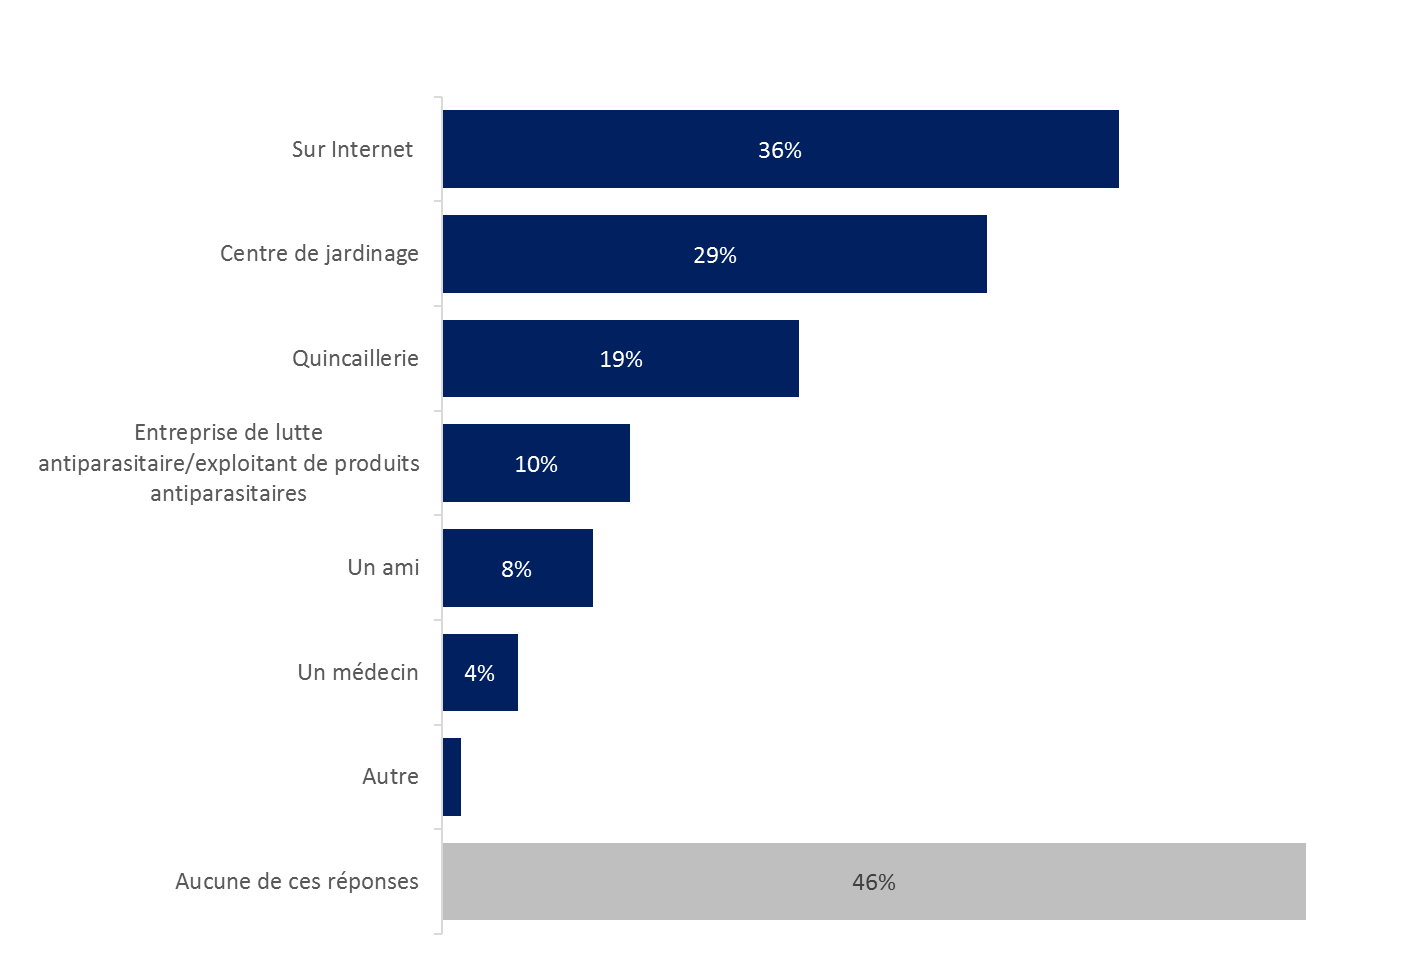 Sur Internet
36%
Centre de jardinage
29%
Quincaillerie
19%
Entreprise de lutte
antiparasitaire/exploitant de produits
antiparasitaires
10%
Un ami
8%
Un médecin
4%
Autre
Aucune de ces réponses
46%